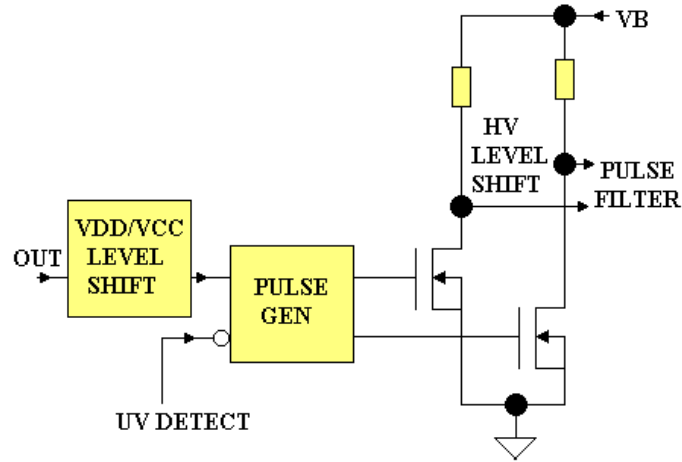 VB
HV
LEVEL
SHIFT
PULSE
FILTER
VDD/VCC
LEVEL
SHIFT
OUT
PULSE
GEN
UV DETECT